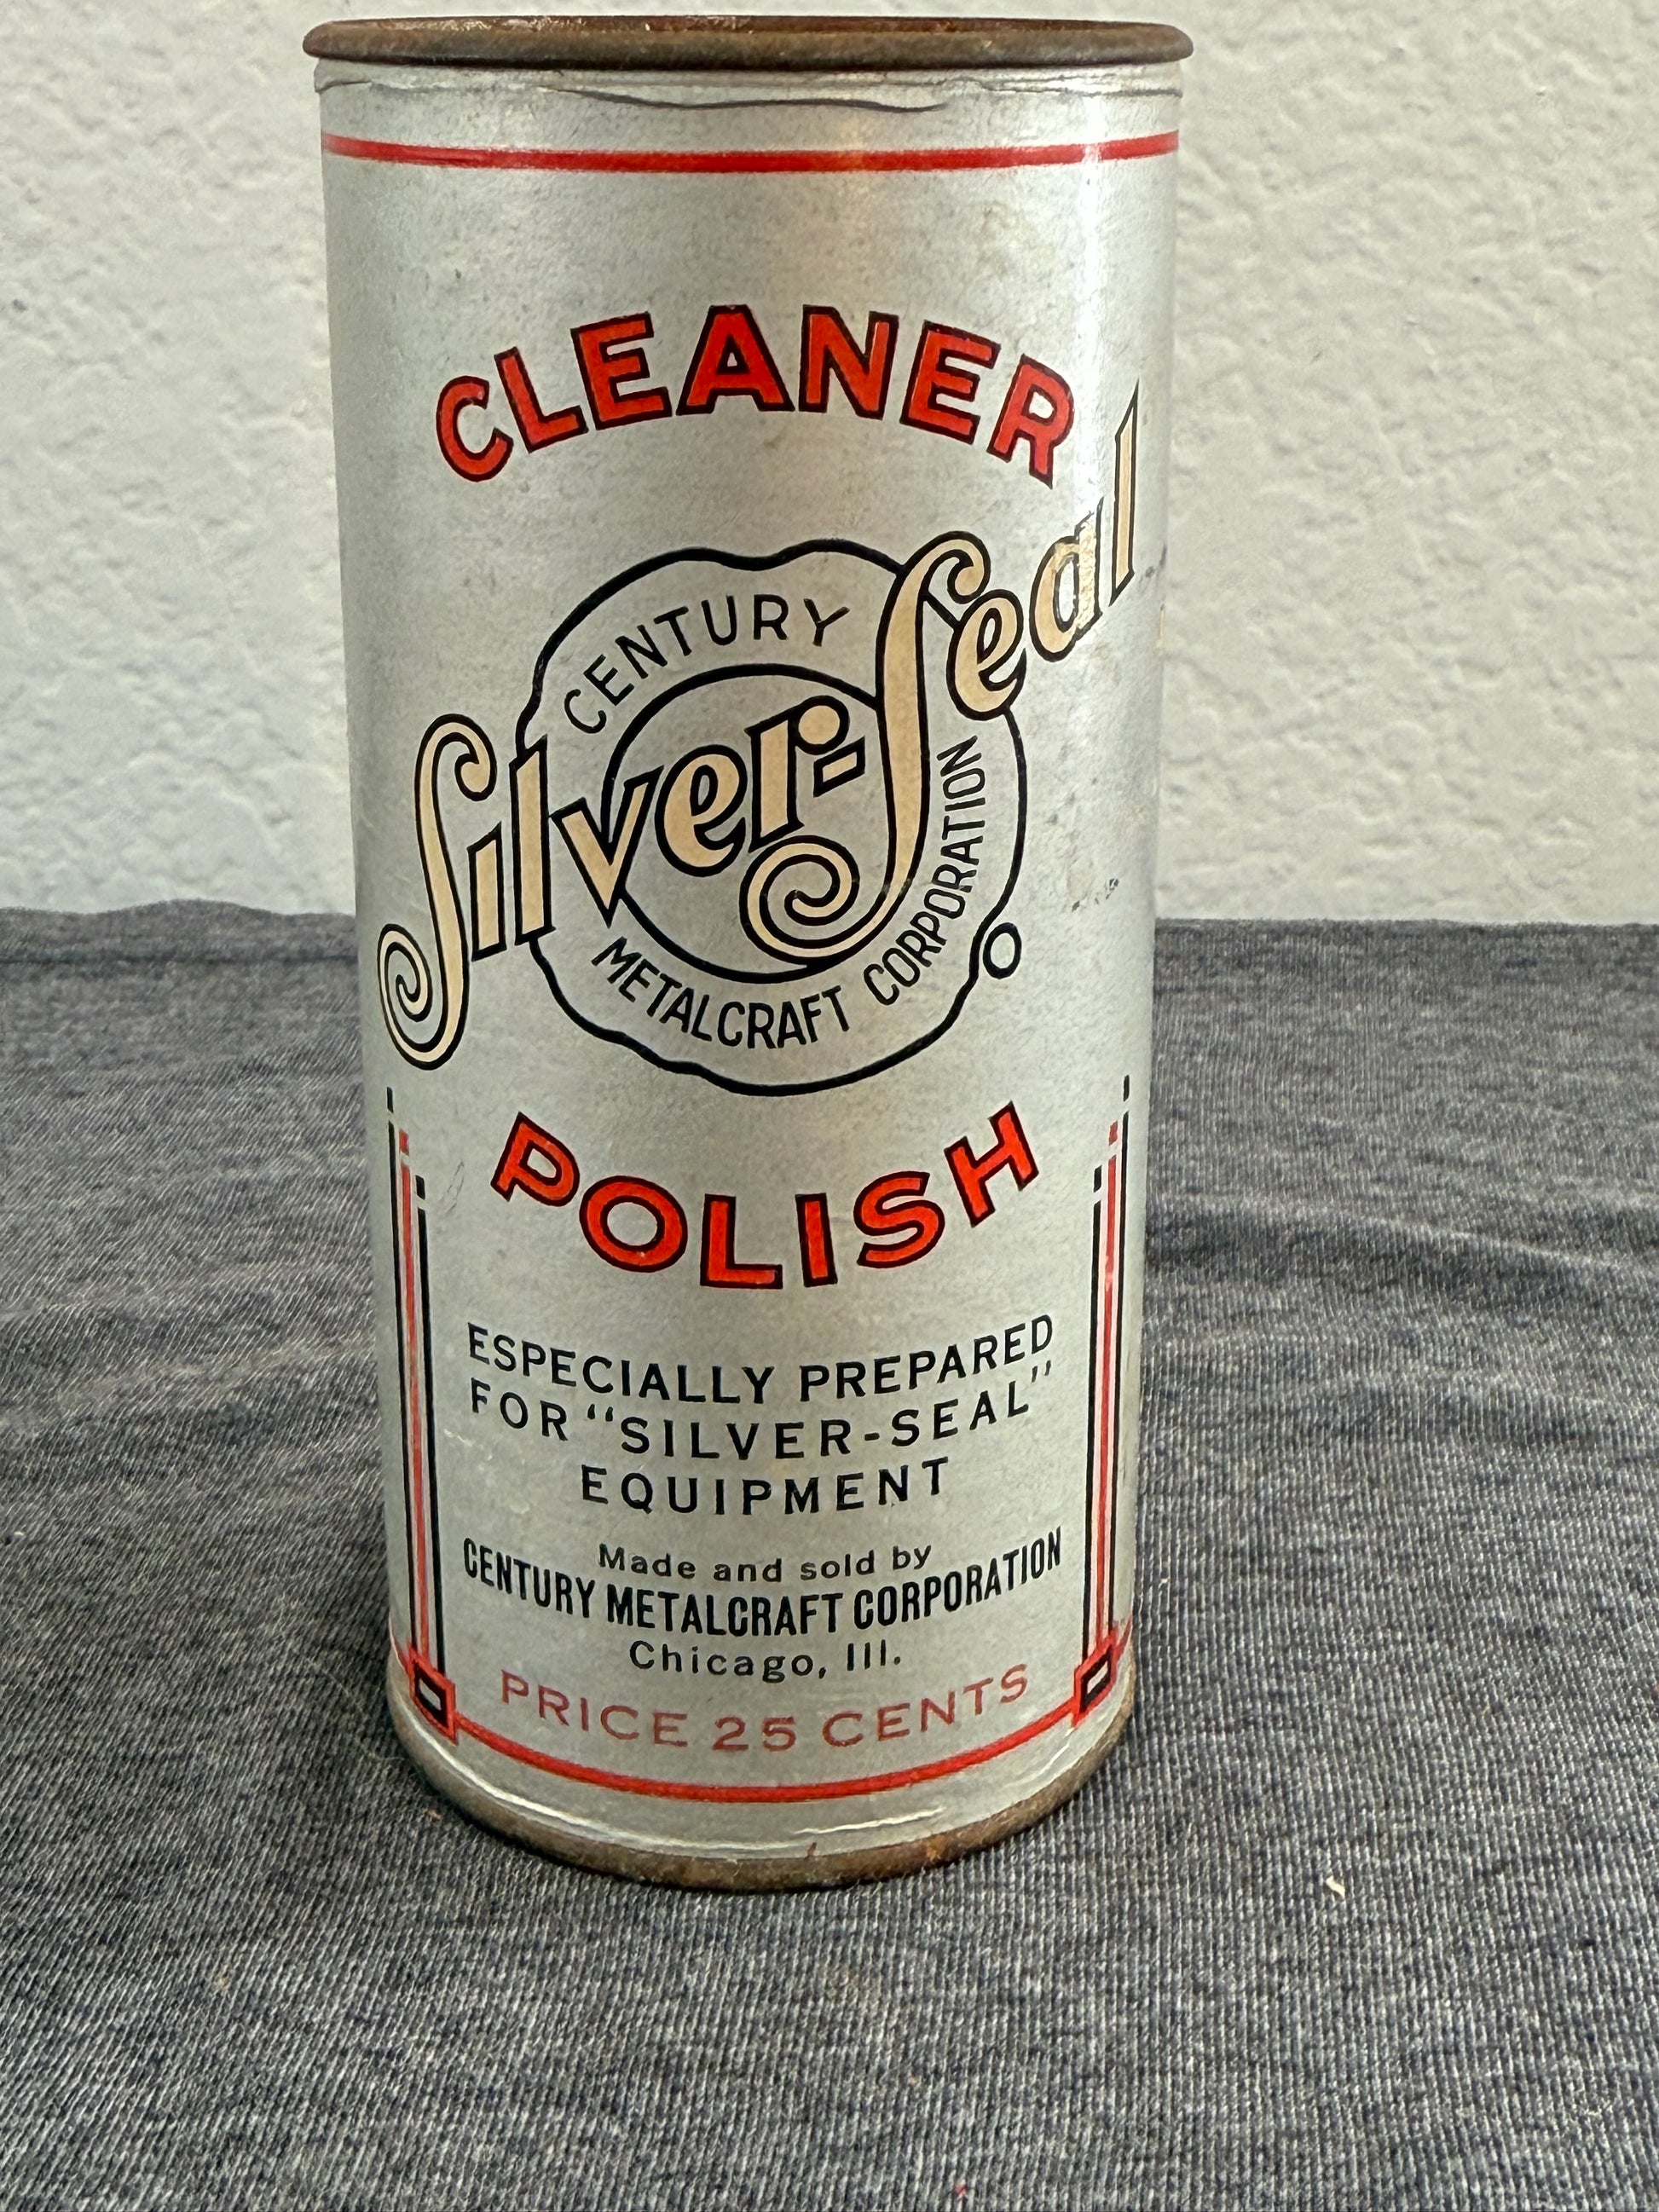 CLEANER
CENTURY
Silver-Seal
METALCRAFT CORPORATION
POLISH
ESPECIALLY PREPARED
FOR "SILVER-SEAL"
EQUIPMENT
Made and sold by
CENTURY METALCRAFT CORPORATION
Chicago, Ill.
PRICE 25 CENTS